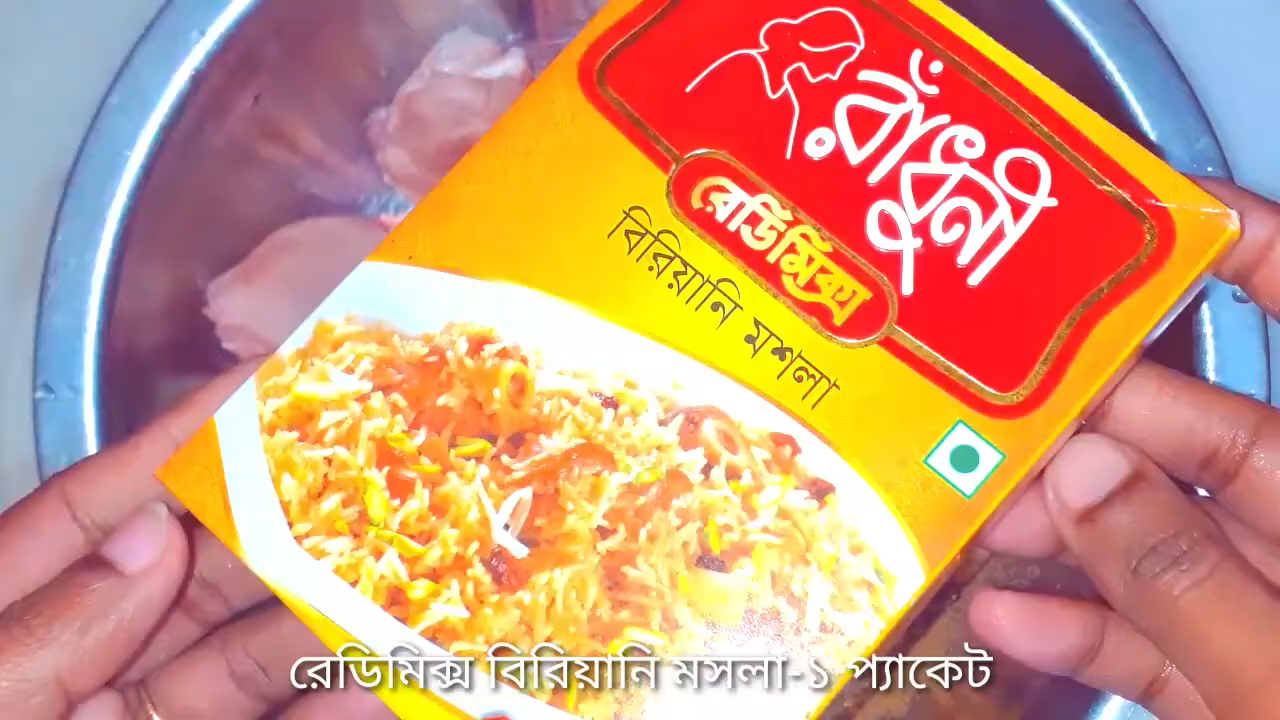 রাঁধুনী
রেডিমিক্স
বিরিয়ানি মশলা
রেডিমিক্স বিরিয়ানি মসলা-১ প্যাকেট